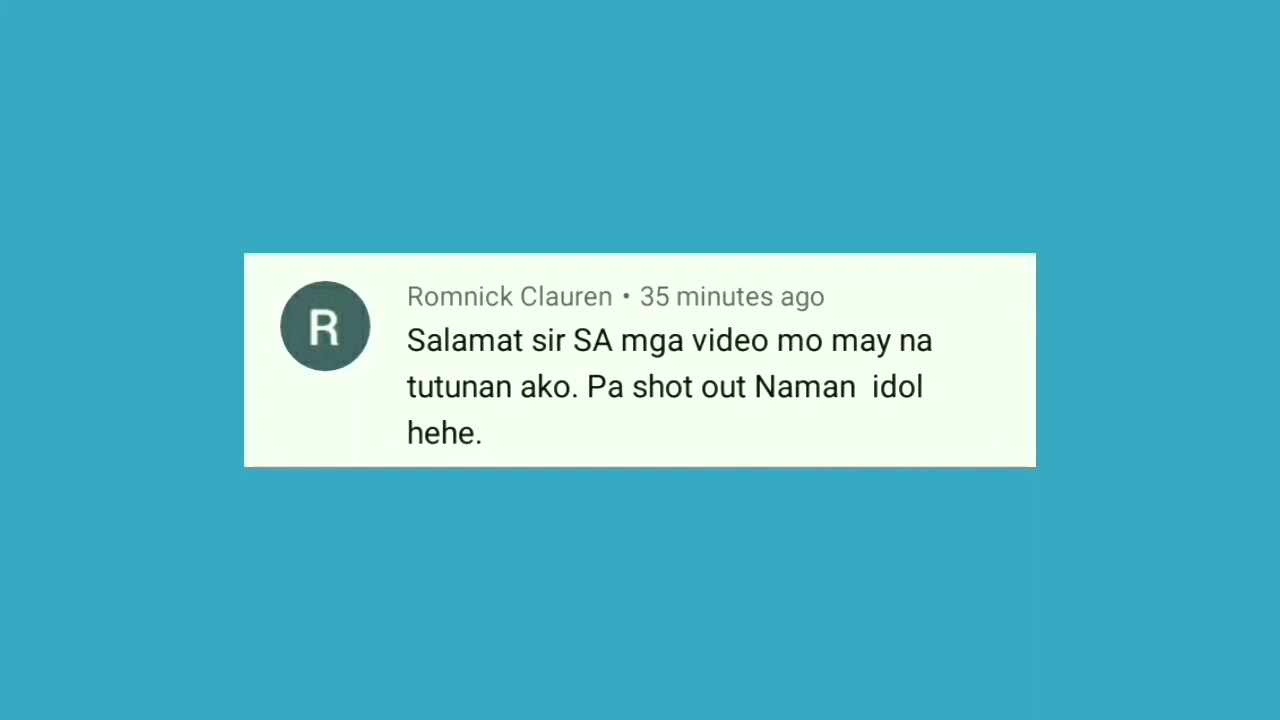 R
Romnick Clauren • 35 minutes ago
Salamat sir SA mga video mo may na
tutunan ako. Pa shot out Naman  idol
hehe.